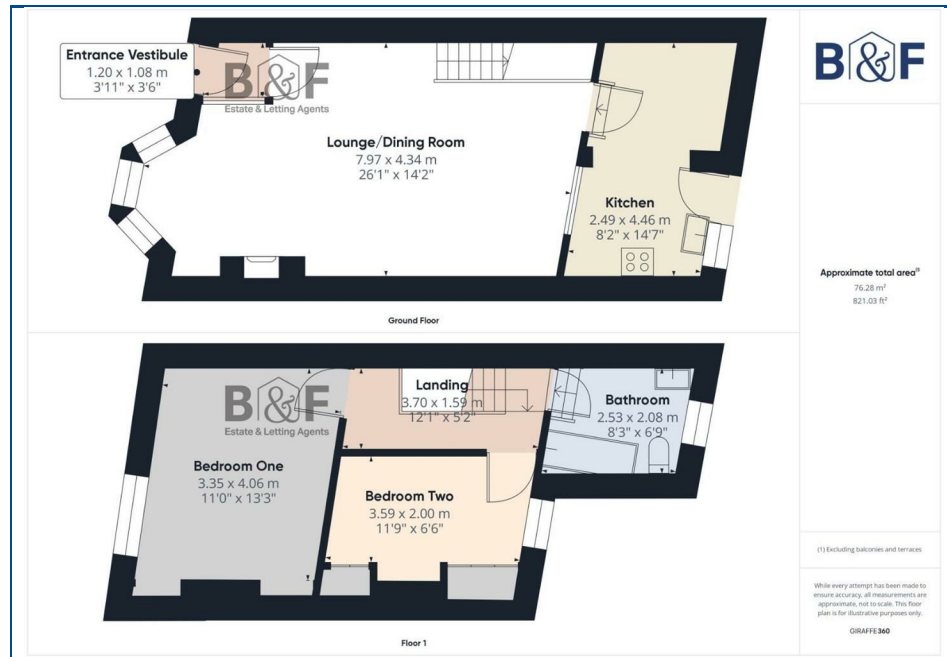 Entrance Vestibule
1.20 x 1.08 m
3'11" x 3'6"
B&F
Estate & Letting Agents
Lounge/Dining Room
7.97 x 4.34 m
26'1" x 14'2"
Kitchen
2.49 x 4.46 m
8'2" x 14'7"
Ground Floor
B&F
Estate & Letting Agents
Landing
3.70 x 1.59 m
12'1" x 5'2"
Bathroom
2.53 x 2.08 m
8'3" x 6'9"
Bedroom One
3.35 x 4.06 m
11'0" x 13'3"
Bedroom Two
3.59 x 2.00 m
11'9" x 6'6"
Floor 1
B&F
Approximate total area⁽¹⁾
76.28 m²
821.03 ft²
(1) Excluding balconies and terraces
While every attempt has been made to
ensure accuracy, all measurements are
approximate, not to scale. This floor
plan is for illustrative purposes only.
GIRAFFE360